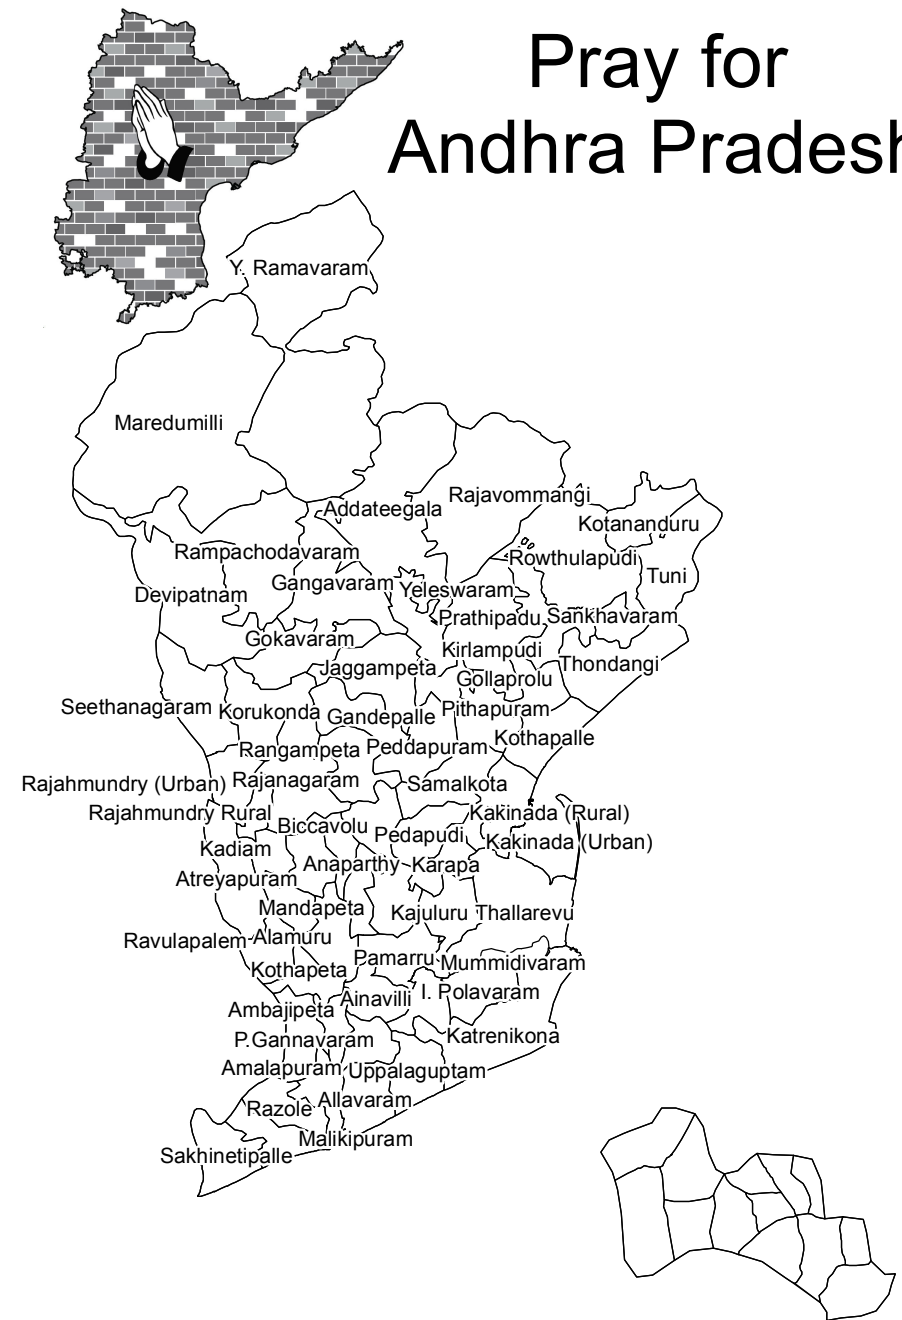 Pray for
Andhra Pradesh
Y. Ramavaram
Maredumilli
Rajavommangi
Addateegala
Kotananduru
Rampachodavaram
Rowthulapudi
Tuni
Gangavaram
Yeleswaram
Devipatnam
Prathipadu
Sankhavaram
Gokavaram
Kirlampudi
Jaggampeta
Thondangi
Gollaprolu
Seethanagaram
Korukonda
Gandepalle
Pithapuram
Rangampeta
Peddapuram
Kothapalle
Rajahmundry (Urban)
Rajanagaram
Samalkota
Rajahmundry Rural
Kakinada (Rural)
Biccavolu
Pedapudi
Kakinada (Urban)
Kadiam
Anaparthy
Karapa
Atreyapuram
Mandapeta
Kajuluru
Thallarevu
Ravulapalem
Alamuru
Pamarru
Mummidivaram
Kothapeta
Ainavilli
I. Polavaram
Ambajipeta
P.Gannavaram
Katrenikona
Amalapuram
Uppalaguptam
Razole
Allavaram
Malikipuram
Sakhinetipalle